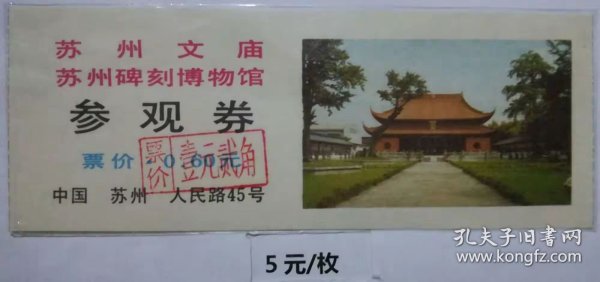 苏州文庙
苏州碑刻博物馆
参观券
票价：0.60元
票价 壹元贰角
中国 苏州 人民路45号
5元/枚
孔夫子旧书网
www.kongfz.com